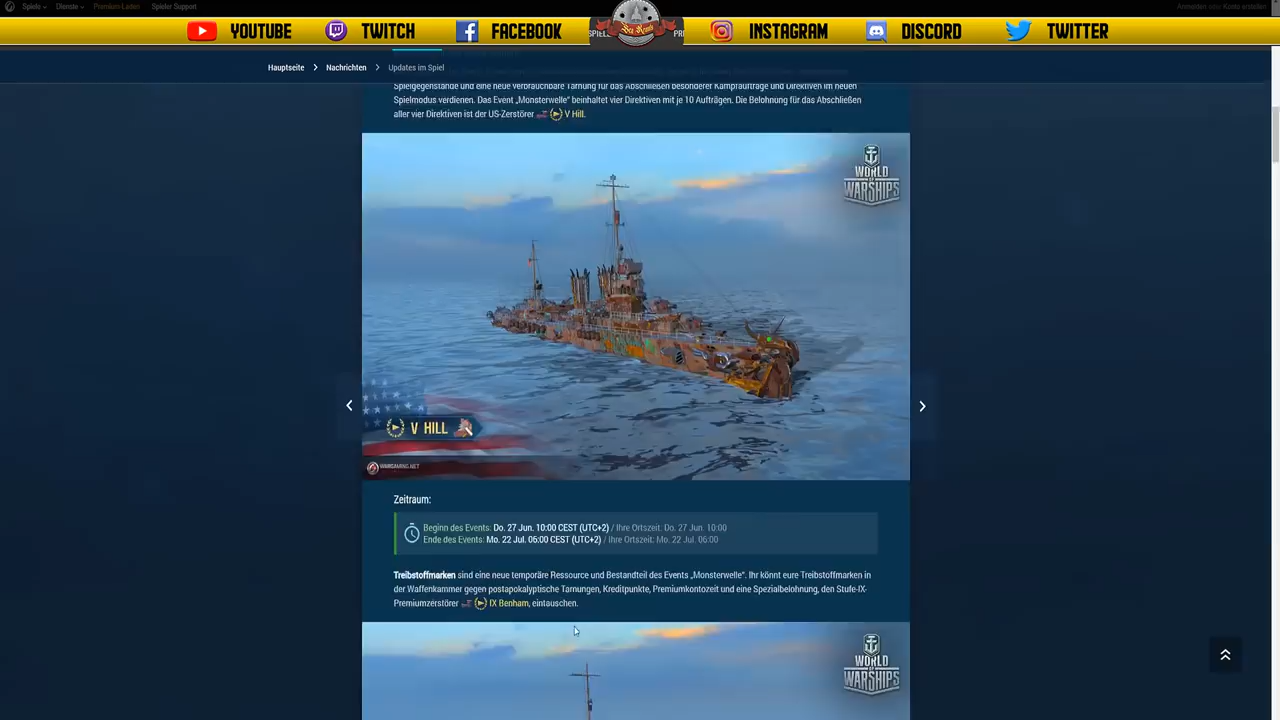 Spiele
Dienste
Premium-Laden
Spieler Support
YOUTUBE
TWITCH
FACEBOOK
INSTAGRAM
DISCORD
TWITTER
Hauptseite > Nachrichten > Updates im Spiel
Spielgegenstände und eine neue verbrauchbare Tarnung für das Abschließen besonderer Kampfaufträge und Direktiven im neuen
Spielmodus verdienen. Das Event „Monsterwelle“ beinhaltet vier Direktiven mit je 10 Aufträgen. Die Belohnung für das Abschließen
aller vier Direktiven ist der US-Zerstörer V Hill.
WORLD
OF
WARSHIPS
V HILL
WARGAMING.NET
Zeitraum:
Beginn des Events: Do. 27 Jun. 10:00 CEST (UTC+2) / Ihre Ortszeit: Do. 27 Jun. 10:00
Ende des Events: Mo. 22 Jul. 06:00 CEST (UTC+2) / Ihre Ortszeit: Mo. 22 Jul. 06:00
Treibstoffmarken sind eine neue temporäre Ressource und Bestandteil des Events „Monsterwelle“. Ihr könnt eure Treibstoffmarken in
der Waffenkammer gegen postapokalyptische Tarnungen, Kreditpunkte, Premiumkontozeit und eine Spezialbelohnung, den Stufe-IX-
Premiumzerstörer IX Benham, eintauschen.
WORLD
OF
WARSHIPS